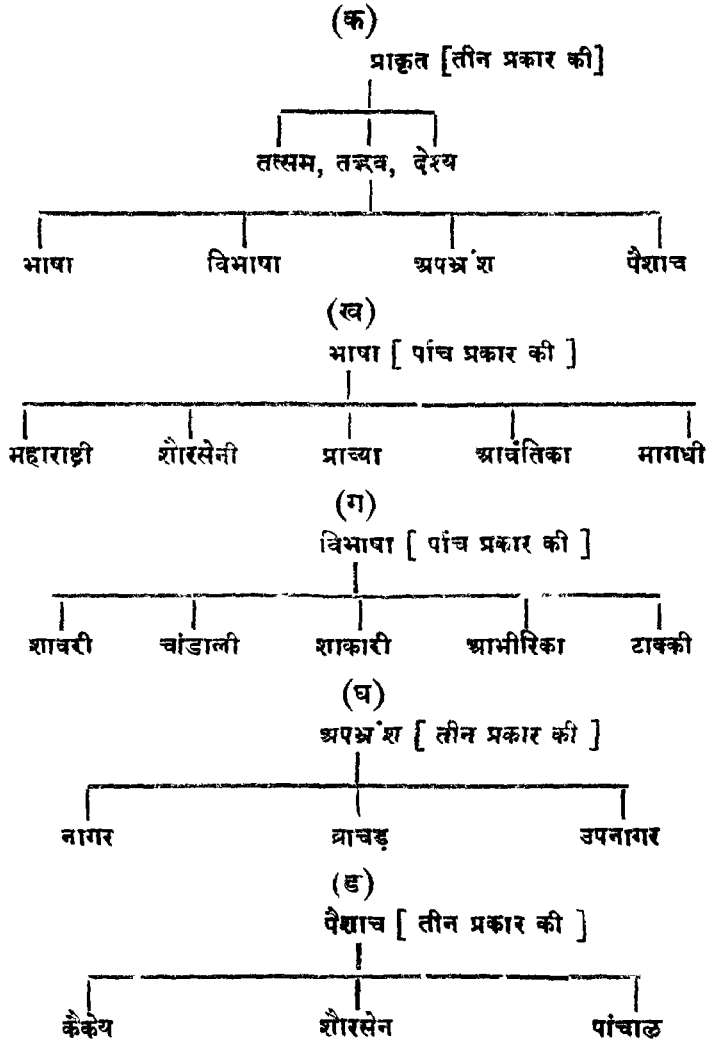 (क)
प्राकृत [तीन प्रकार की]
तत्सम, तद्भव, देश्य
भाषा विभाषा अपभ्रंश पैशाच
(ख)
भाषा [ पांच प्रकार की ]
महाराष्ट्री शौरसेनी प्राच्या आवंतिका मागधी
(ग)
विभाषा [ पांच प्रकार की ]
शावरी चांडाली शाकारी आभीरिका टाक्की
(घ)
अपभ्रंश [ तीन प्रकार की ]
नागर व्राचड़ उपनागर
(ङ)
पैशाच [ तीन प्रकार की ]
कैकेय शौरसेन पांचाल